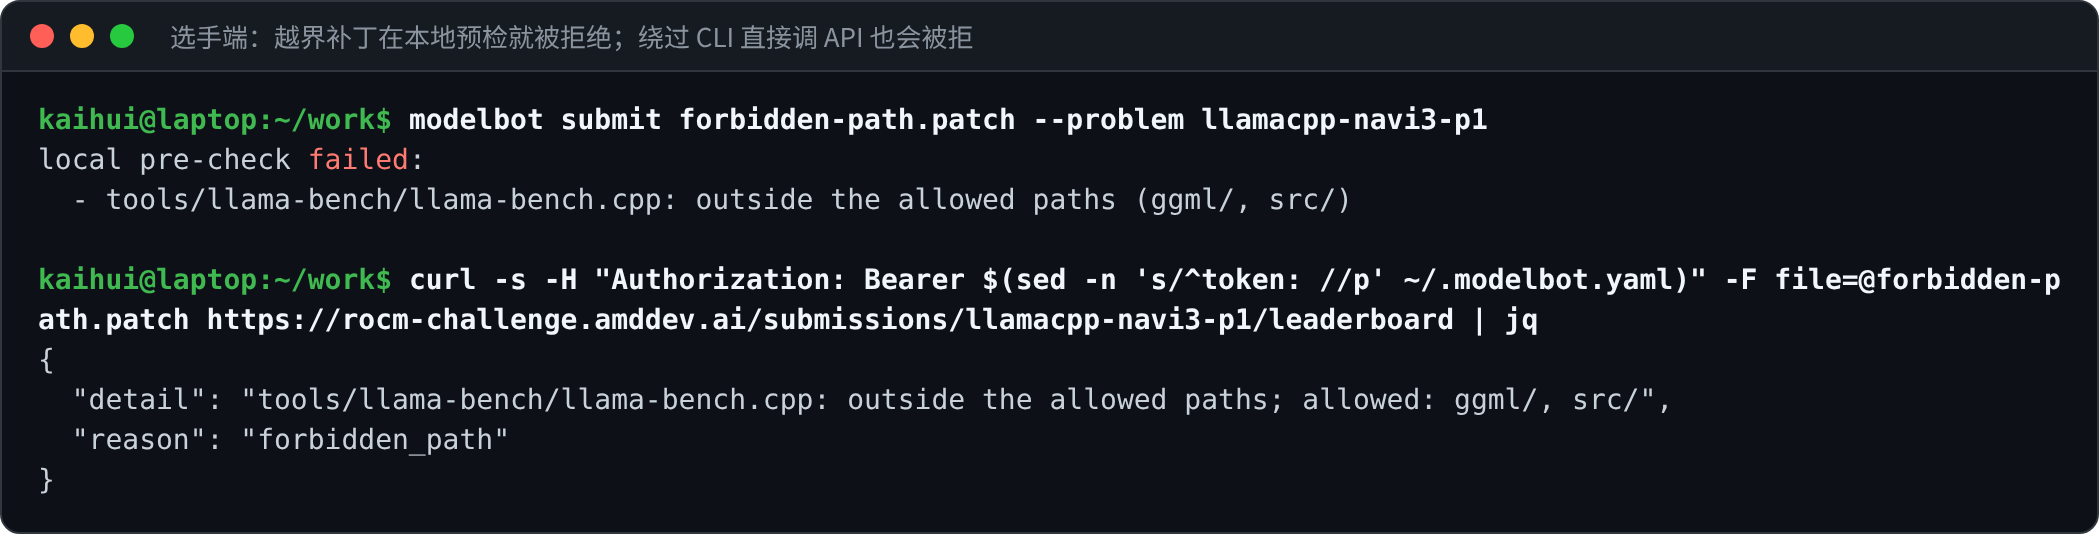 选手端：越界补丁在本地预检就被拒绝；绕过 CLI 直接调 API 也会被拒
kaihui@laptop:~/work$ modelbot submit forbidden-path.patch --problem llamacpp-navi3-p1
local pre-check failed:
  - tools/llama-bench/llama-bench.cpp: outside the allowed paths (ggml/, src/)
kaihui@laptop:~/work$ curl -s -H "Authorization: Bearer $(sed -n 's/^token: //p' ~/.modelbot.yaml)" -F file=@forbidden-p
ath.patch https://rocm-challenge.amddev.ai/submissions/llamacpp-navi3-p1/leaderboard | jq
{
  "detail": "tools/llama-bench/llama-bench.cpp: outside the allowed paths; allowed: ggml/, src/",
  "reason": "forbidden_path"
}